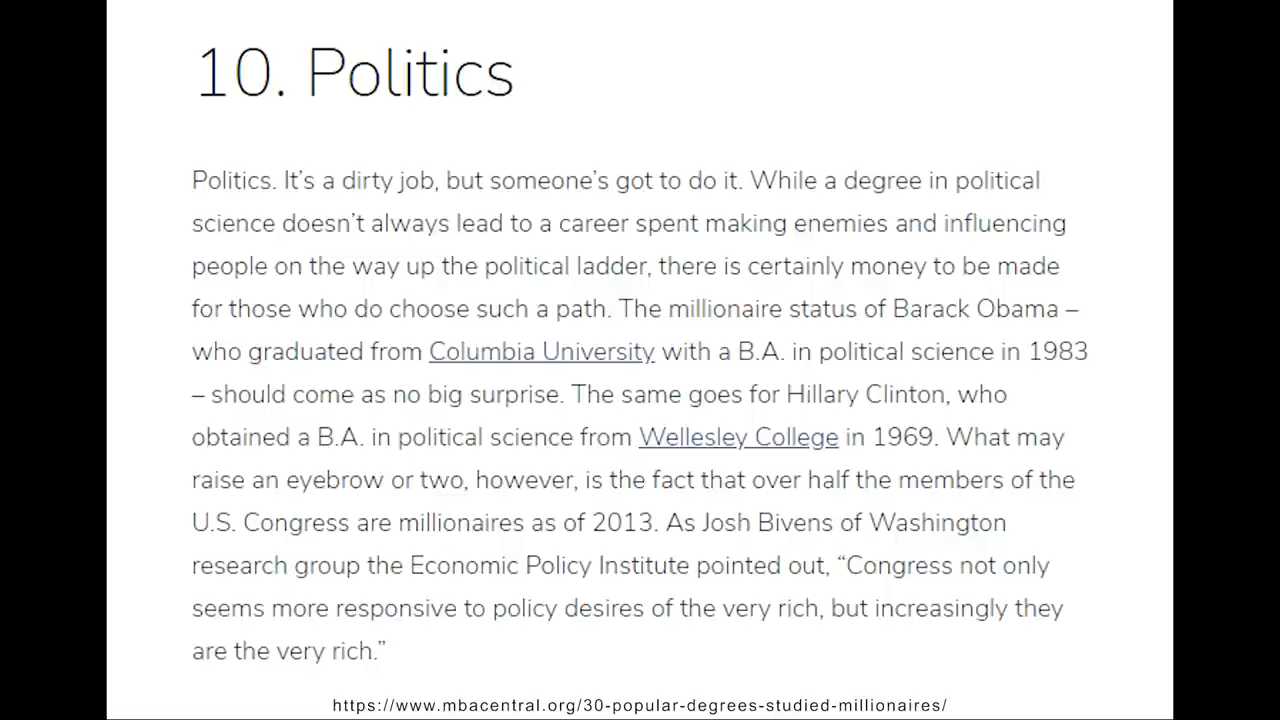 10. Politics
Politics. It’s a dirty job, but someone’s got to do it. While a degree in political
science doesn’t always lead to a career spent making enemies and influencing
people on the way up the political ladder, there is certainly money to be made
for those who do choose such a path. The millionaire status of Barack Obama –
who graduated from Columbia University with a B.A. in political science in 1983
– should come as no big surprise. The same goes for Hillary Clinton, who
obtained a B.A. in political science from Wellesley College in 1969. What may
raise an eyebrow or two, however, is the fact that over half the members of the
U.S. Congress are millionaires as of 2013. As Josh Bivens of Washington
research group the Economic Policy Institute pointed out, “Congress not only
seems more responsive to policy desires of the very rich, but increasingly they
are the very rich.”
https://www.mbacentral.org/30-popular-degrees-studied-millionaires/